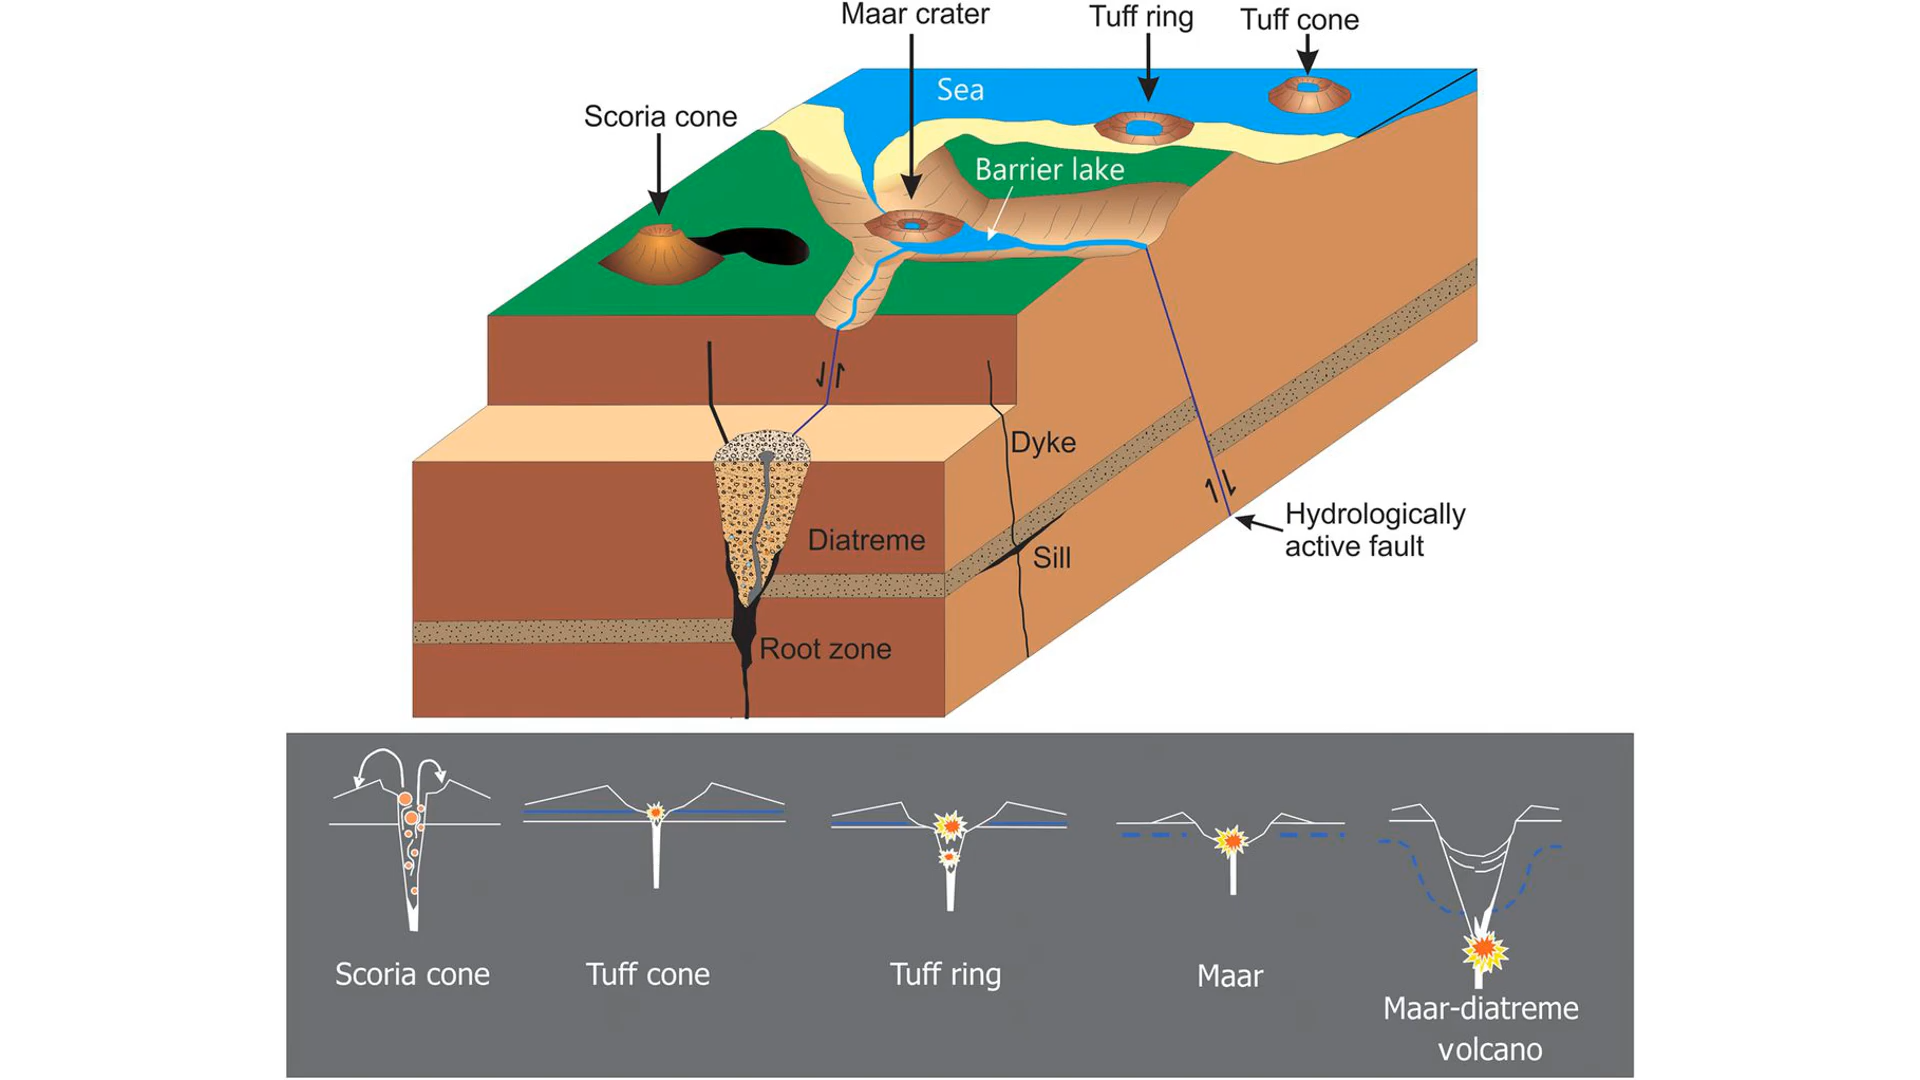 Maar crater
Tuff ring
Tuff cone
Sea
Scoria cone
Barrier lake
Dyke
Hydrologically
active fault
Diatreme
Sill
Root zone
Scoria cone
Tuff cone
Tuff ring
Maar
Maar-diatreme
volcano